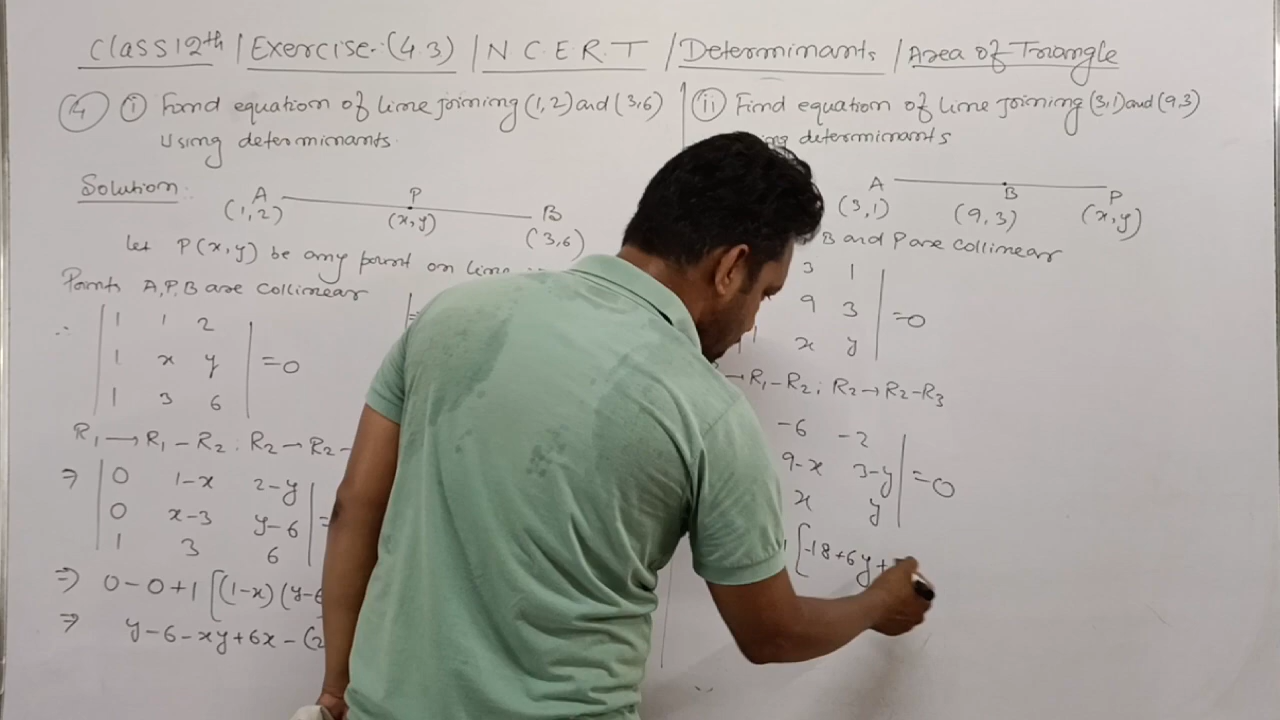 Class 12th / Exercise:(4.3) / N C E R T / Determinants / Area of Triangle
4 i Find equation of line joining (1,2) and (3,6)
Using determinants.
Solution:
A P B
(1,2) (x,y) (3,6)
Let P(x,y) be any point on line
Points A,P,B are Collinear
∴ | 1 1 2 |
| 1 x y | =0
| 1 3 6 |
R1 → R1 - R2 : R2 → R2 -
⇒ | 0 1-x 2-y |
| 0 x-3 y-6 | =
| 1 3 6 |
⇒ 0-0+1 [(1-x)(y-6
⇒ y-6-xy+6x-(2
ii Find equation of line joining (3,1) and (9,3)
determinants
A B P
(3,1) (9,3) (x,y)
B and P are Collinear
3 1 |
9 3 | =0
x y |
→ R1-R2 ; R2 → R2-R3
-6 -2 |
9-x 3-y | =0
x y |
[-18+6y+